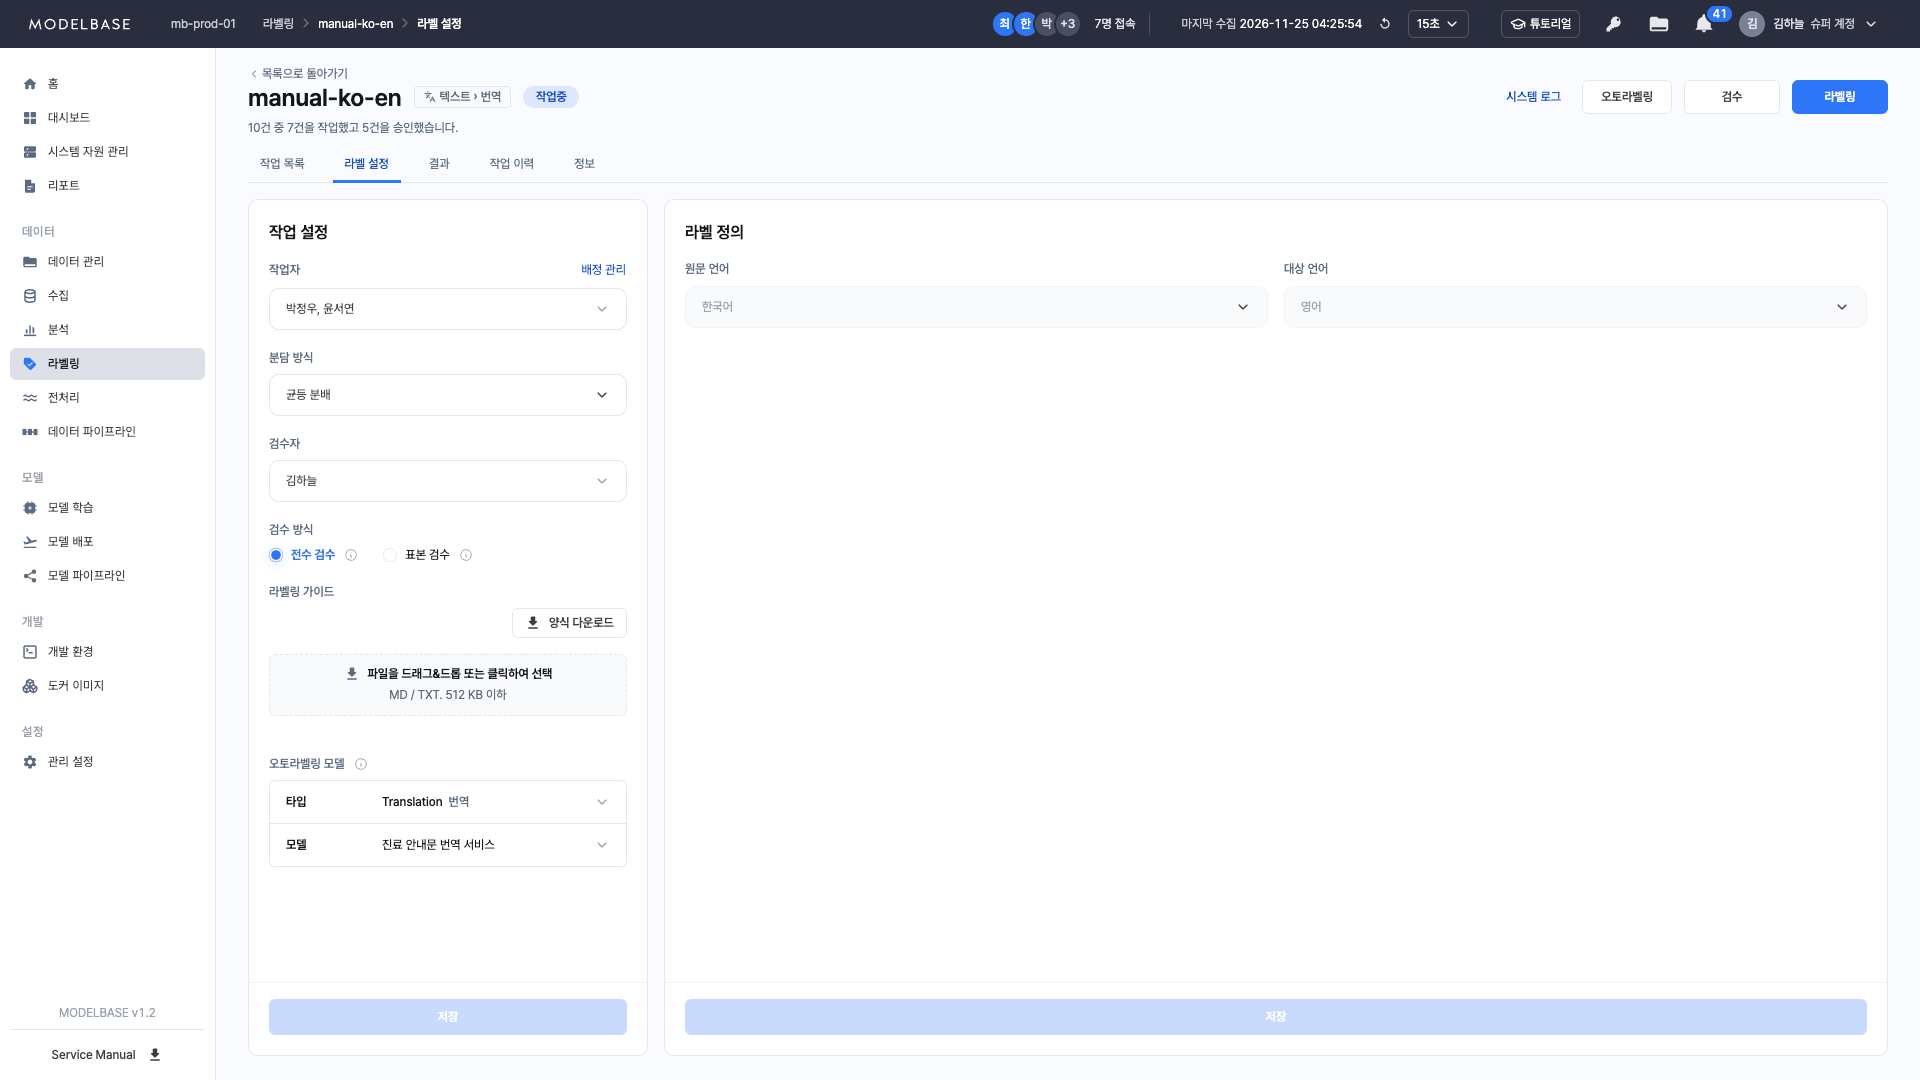 MODELBASE
mb-prod-01
라벨링
manual-ko-en
라벨 설정
최
한
박
+3
7명 접속
마지막 수집 2026-11-25 04:25:54
15초
튜토리얼
41
김
김하늘 슈퍼 계정
홈
대시보드
시스템 자원 관리
리포트
데이터
데이터 관리
수집
분석
라벨링
전처리
데이터 파이프라인
모델
모델 학습
모델 배포
모델 파이프라인
개발
개발 환경
도커 이미지
설정
관리 설정
MODELBASE v1.2
Service Manual
목록으로 돌아가기
manual-ko-en
텍스트 › 번역
작업중
10건 중 7건을 작업했고 5건을 승인했습니다.
시스템 로그
오토라벨링
검수
라벨링
작업 목록
라벨 설정
결과
작업 이력
정보
작업 설정
작업자
배정 관리
박정우, 윤서연
분담 방식
균등 분배
검수자
김하늘
검수 방식
전수 검수
표본 검수
라벨링 가이드
양식 다운로드
파일을 드래그&드롭 또는 클릭하여 선택
MD / TXT. 512 KB 이하
오토라벨링 모델
타입
Translation 번역
모델
진료 안내문 번역 서비스
저장
라벨 정의
원문 언어
한국어
대상 언어
영어
저장